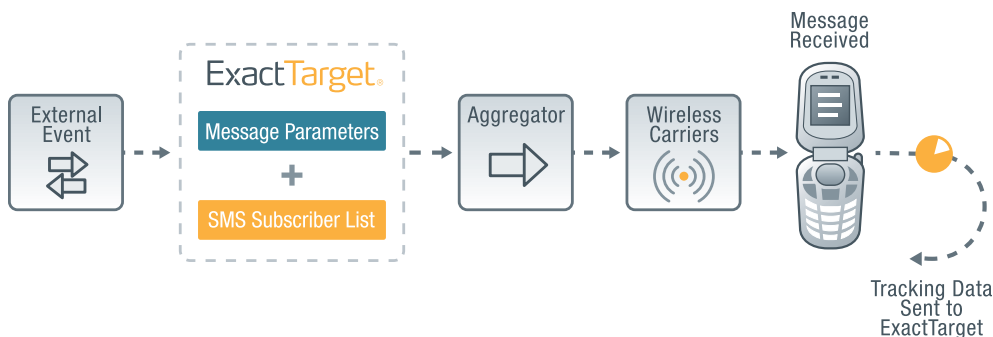 External
Event
ExactTarget®
Message Parameters
+
SMS Subscriber List
Aggregator
Wireless
Carriers
Message
Received
Tracking Data
Sent to
ExactTarget